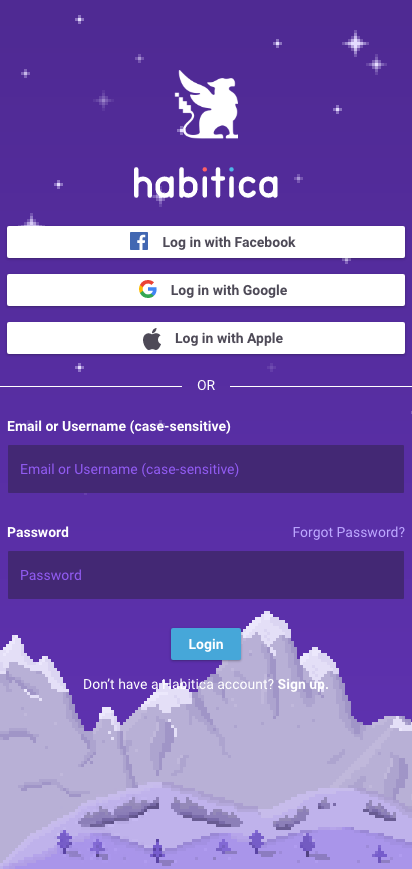 habitica
Log in with Facebook
Log in with Google
Log in with Apple
OR
Email or Username (case-sensitive)
Email or Username (case-sensitive)
Password
Forgot Password?
Password
Login
Don’t have a Habitica account? Sign up.